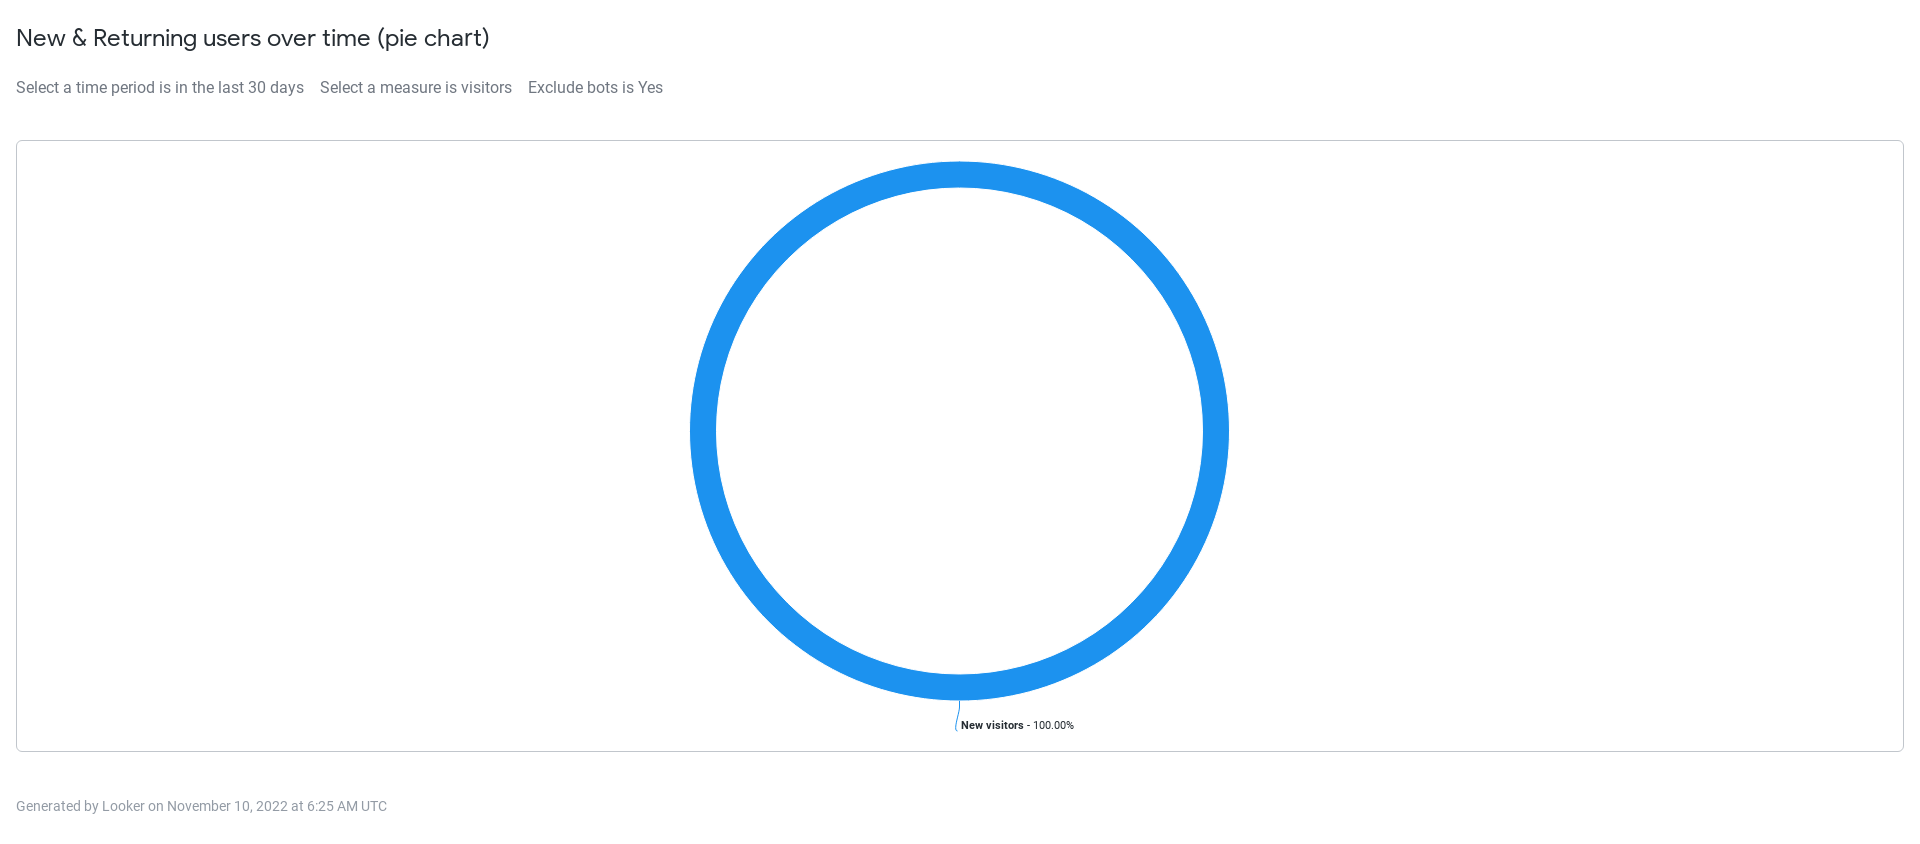 New & Returning users over time (pie chart)
Select a time period is in the last 30 days Select a measure is visitors Exclude bots is Yes
New visitors - 100.00%
Generated by Looker on November 10, 2022 at 6:25 AM UTC